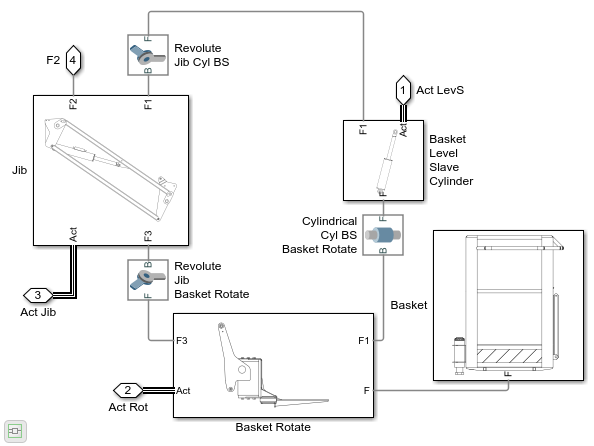 F
Revolute
Jib Cyl BS
B
F2
4
1
Act LevS
F2
F1
F1
Act
Basket
Level
Slave
Cylinder
Jib
F
Cylindrical
Cyl BS
Basket Rotate
F
B
Act
F3
Revolute
Jib
Basket Rotate
B
F
3
Act Jib
Basket
F3
F1
F
2
Act Rot
Act
F
Basket Rotate